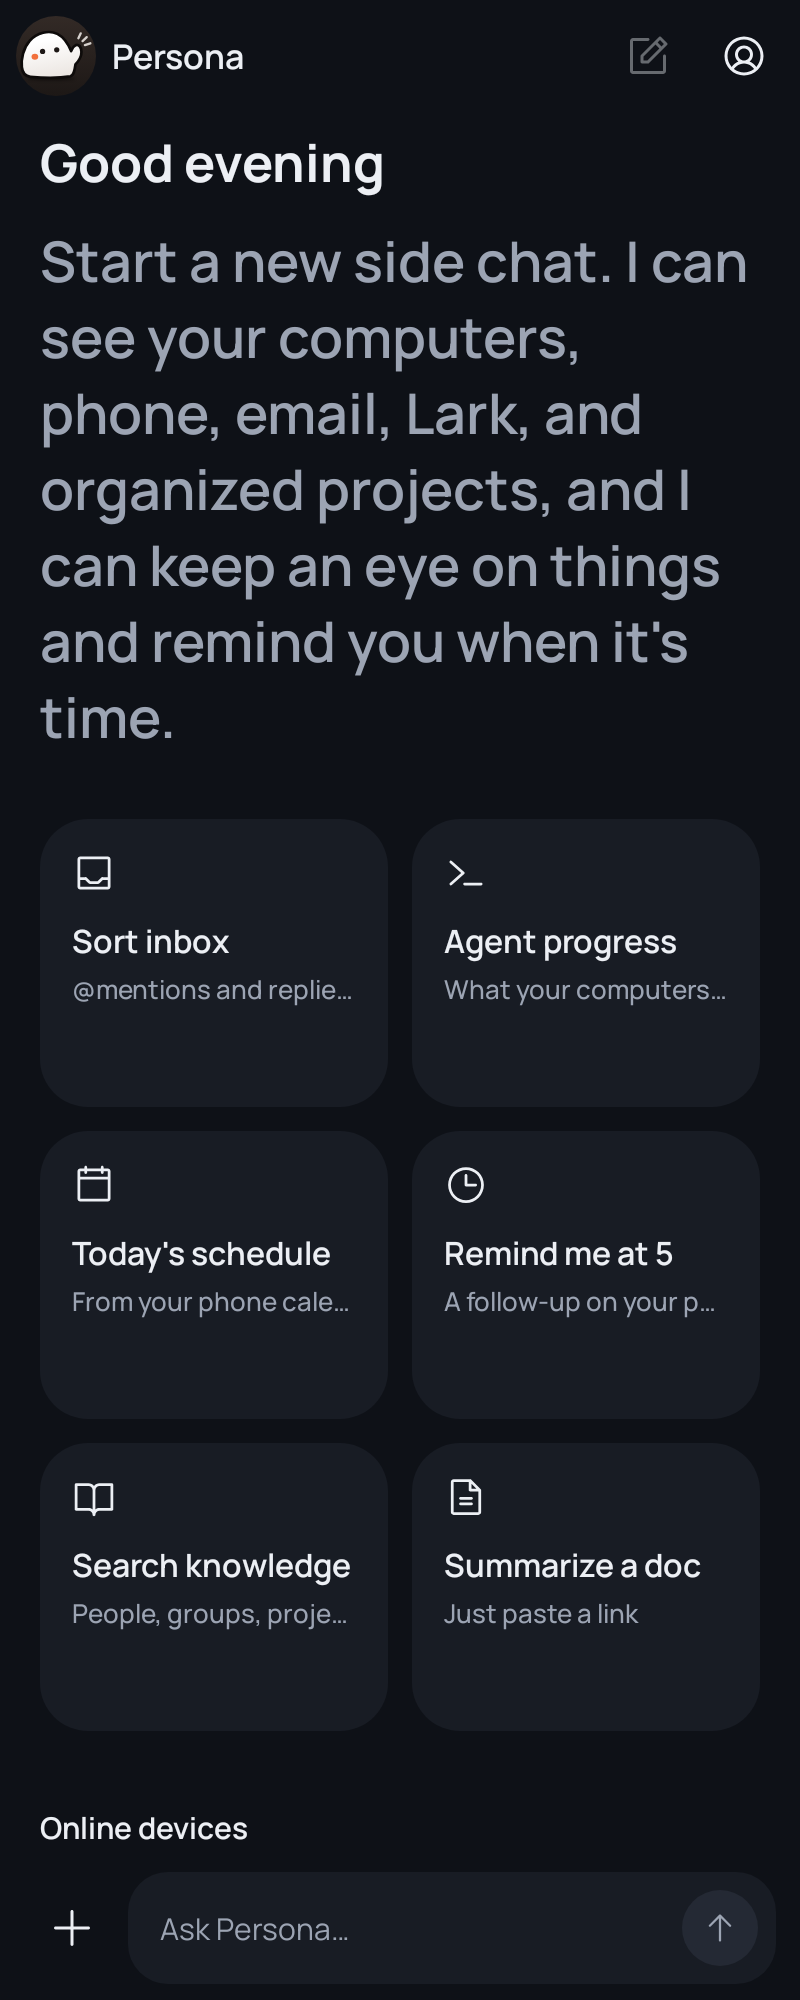 Persona
Good evening
Start a new side chat. I can
see your computers,
phone, email, Lark, and
organized projects, and I
can keep an eye on things
and remind you when it's
time.
Sort inbox
@mentions and replie...
Agent progress
What your computers...
Today's schedule
From your phone cale...
Remind me at 5
A follow-up on your p...
Search knowledge
People, groups, proje...
Summarize a doc
Just paste a link
Online devices
Ask Persona...